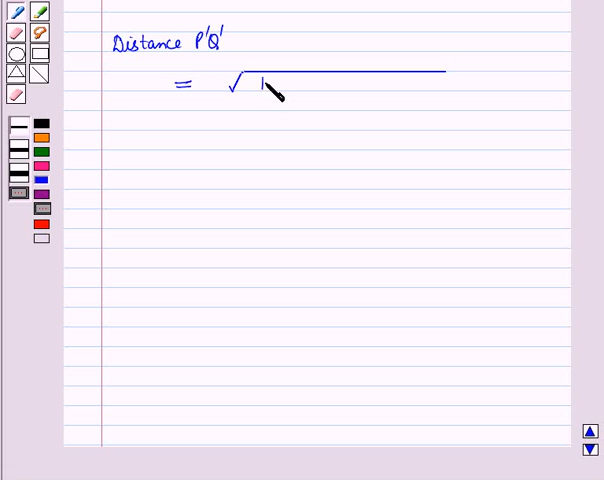 Distance P'Q'
= √